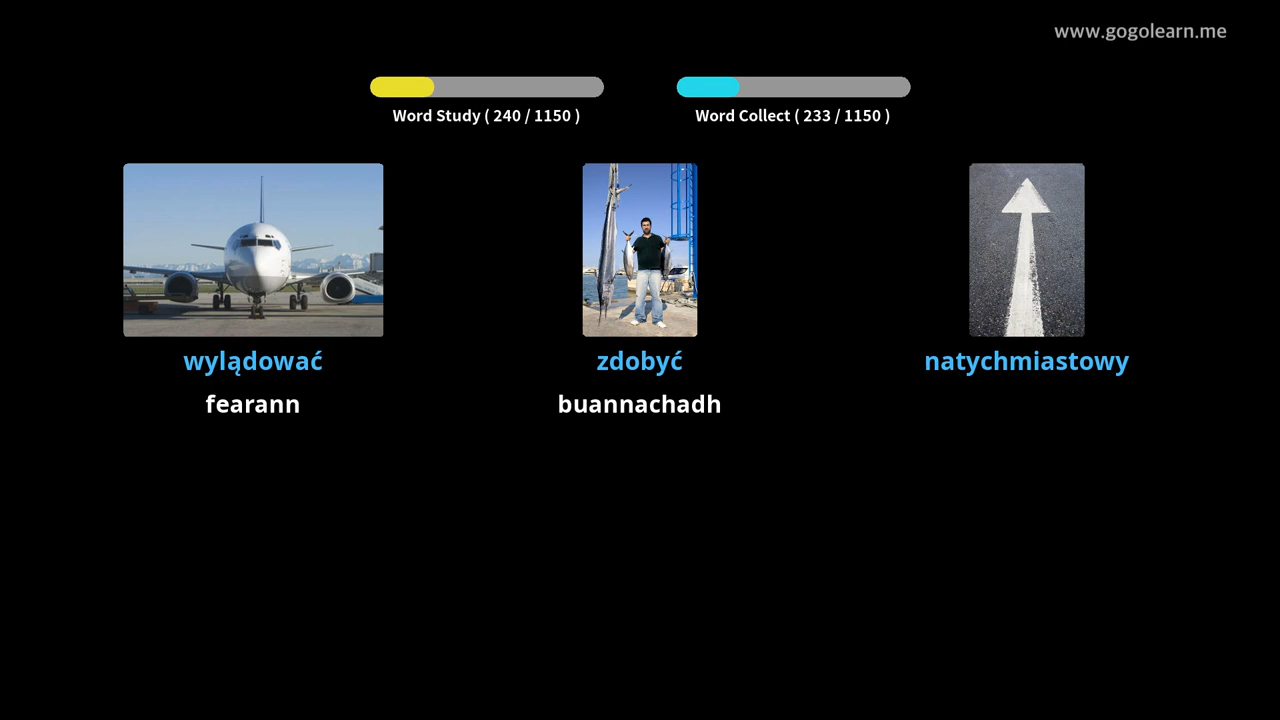 www.gogolearn.me
Word Study ( 240 / 1150 )
Word Collect ( 233 / 1150 )
wylądować
zdobyć
natychmiastowy
fearann
buannachadh